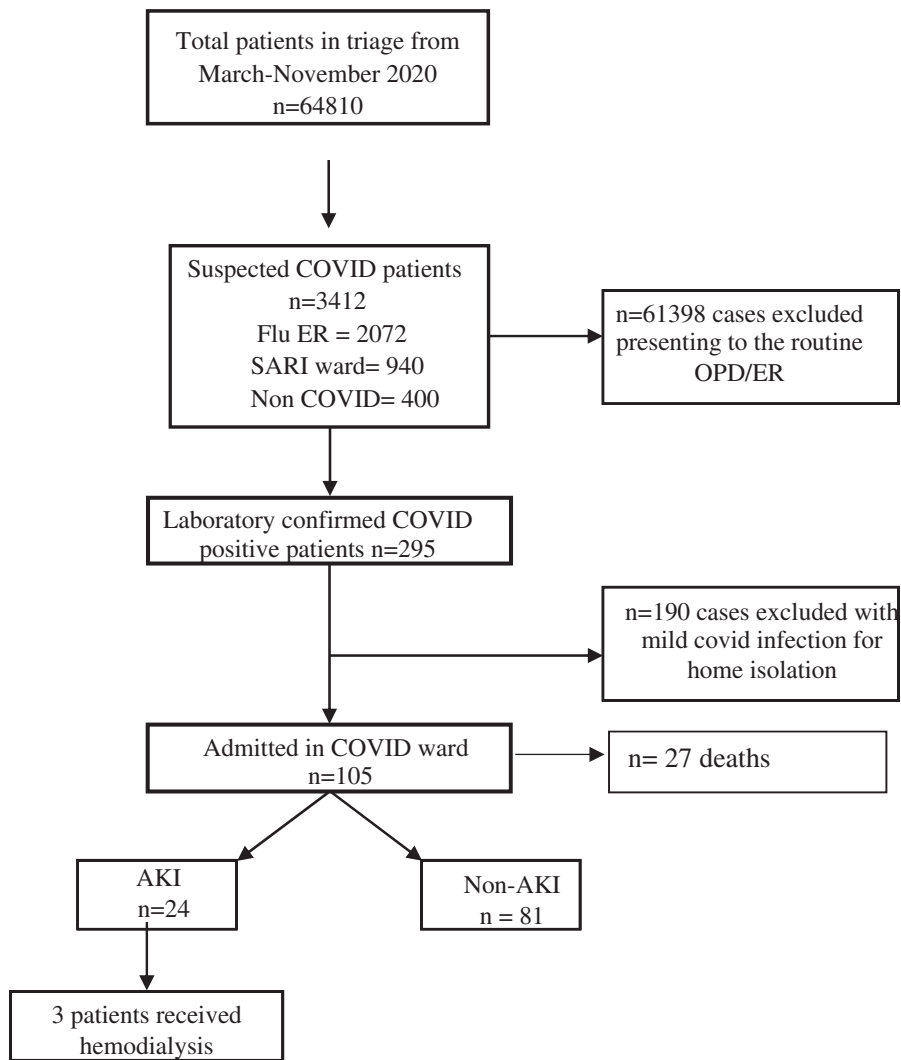 Total patients in triage from
March-November 2020
n=64810
Suspected COVID patients
n=3412
Flu ER = 2072
SARI ward= 940
Non COVID= 400
n=61398 cases excluded
presenting to the routine
OPD/ER
Laboratory confirmed COVID
positive patients n=295
n=190 cases excluded with
mild covid infection for
home isolation
Admitted in COVID ward
n=105
n= 27 deaths
AKI
n=24
Non-AKI
n = 81
3 patients received
hemodialysis